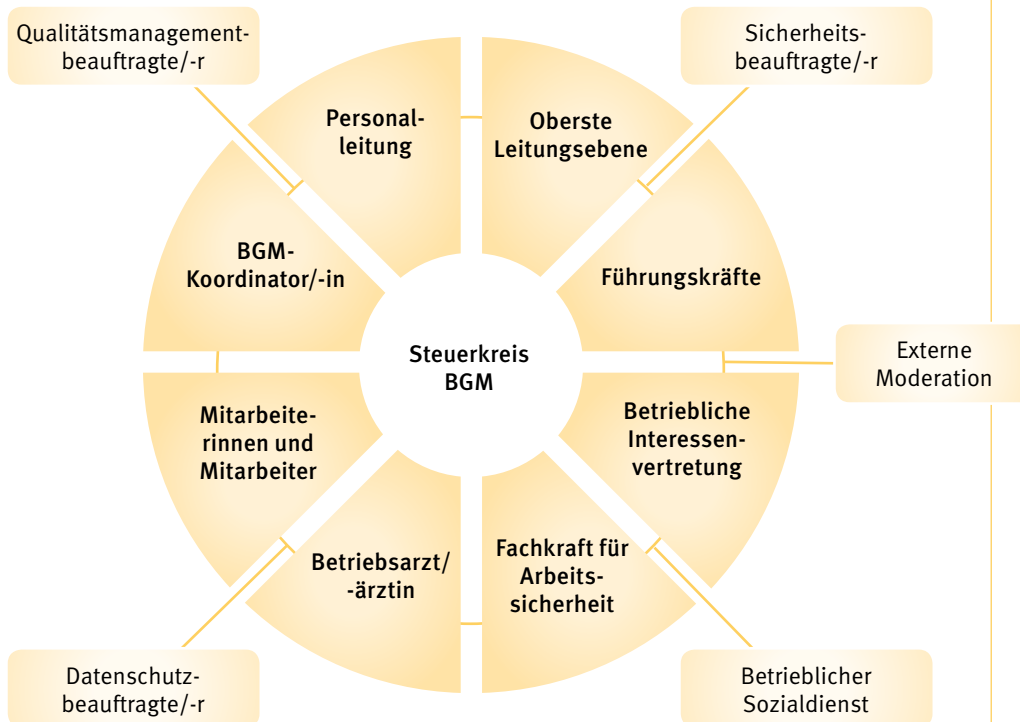 Qualitätsmanagement-
beauftragte/-r
Sicherheits-
beauftragte/-r
Personal-
leitung
Oberste
Leitungsebene
BGM-
Koordinator/-in
Führungskräfte
Steuerkreis
BGM
Externe
Moderation
Mitarbeite-
rinnen und
Mitarbeiter
Betriebliche
Interessen-
vertretung
Betriebsarzt/
-ärztin
Fachkraft für
Arbeits-
sicherheit
Datenschutz-
beauftragte/-r
Betrieblicher
Sozialdienst